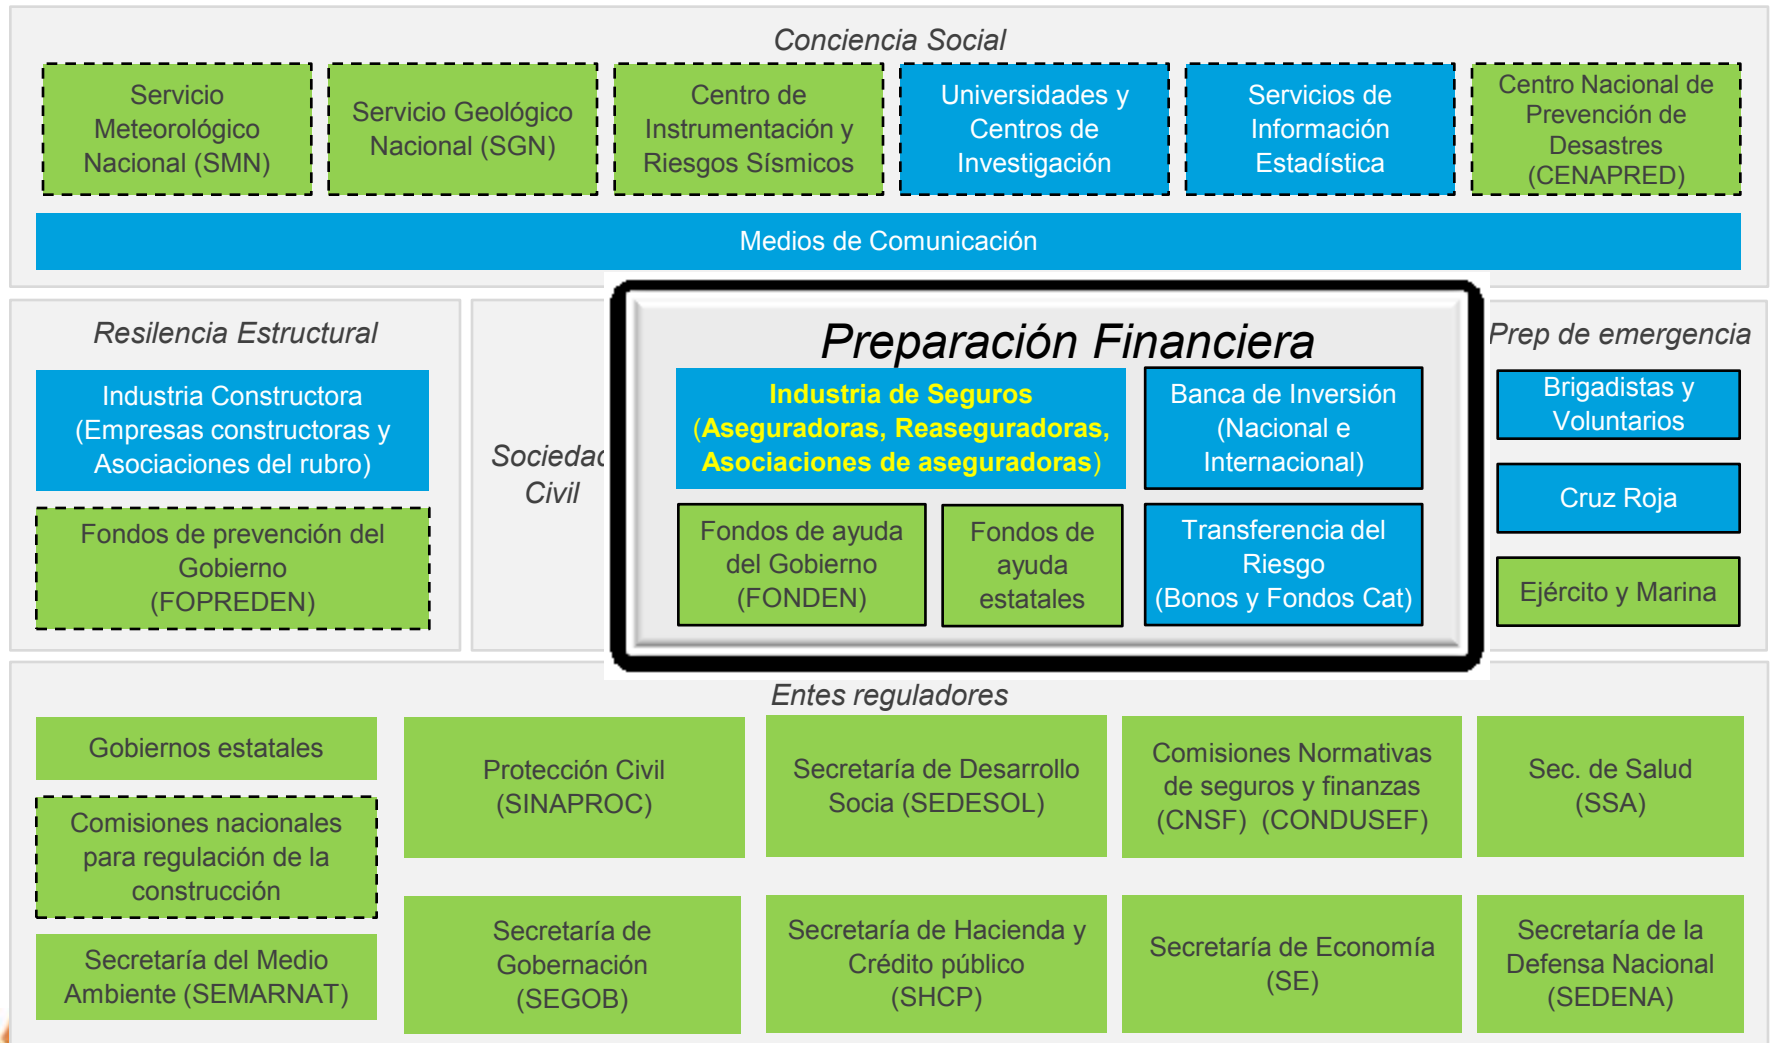 Conciencia Social
Servicio
Meteorológico
Nacional (SMN)
Servicio Geológico
Nacional (SGN)
Centro de
Instrumentación y
Riesgos Sísmicos
Universidades y
Centros de
Investigación
Servicios de
Información
Estadística
Centro Nacional de
Prevención de
Desastres
(CENAPRED)
Medios de Comunicación
Resilencia Estructural
Industria Constructora
(Empresas constructoras y
Asociaciones del rubro)
Fondos de prevención del
Gobierno
(FOPREDEN)
Sociedad
Civil
Preparación Financiera
Industria de Seguros
(Aseguradoras, Reaseguradoras,
Asociaciones de aseguradoras)
Banca de Inversión
(Nacional e
Internacional)
Fondos de ayuda
del Gobierno
(FONDEN)
Fondos de
ayuda
estatales
Transferencia del
Riesgo
(Bonos y Fondos Cat)
Prep de emergencia
Brigadistas y
Voluntarios
Cruz Roja
Ejército y Marina
Entes reguladores
Gobiernos estatales
Comisiones nacionales
para regulación de la
construcción
Secretaría del Medio
Ambiente (SEMARNAT)
Protección Civil
(SINAPROC)
Secretaría de
Gobernación
(SEGOB)
Secretaría de Desarrollo
Socia (SEDESOL)
Secretaría de Hacienda y
Crédito público
(SHCP)
Comisiones Normativas
de seguros y finanzas
(CNSF)  (CONDUSEF)
Secretaría de Economía
(SE)
Sec. de Salud
(SSA)
Secretaría de la
Defensa Nacional
(SEDENA)